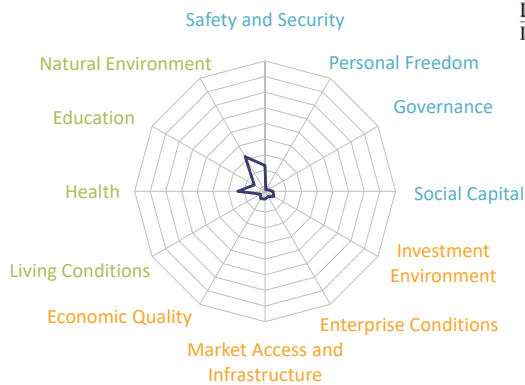 Safety and Security
Natural Environment
Personal Freedom
Education
Governance
Health
Social Capital
Investment
Environment
Living Conditions
Economic Quality
Enterprise Conditions
Market Access and
Infrastructure